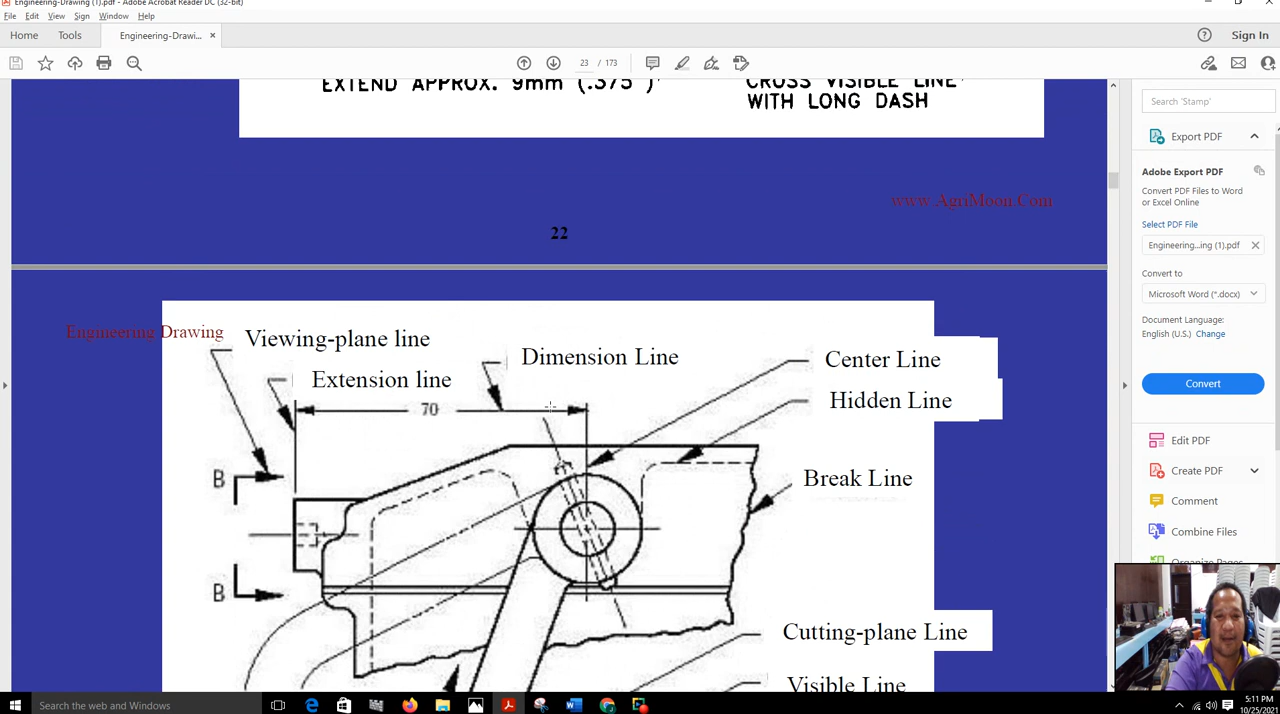 Engineering-Drawing (1).pdf - Adobe Acrobat Reader DC (32-bit)
File Edit View Sign Window Help
Home Tools Engineering-Drawi... × Sign In
23 / 173
EXTEND APPROX. 9mm (.375")
CROSS VISIBLE LINE
WITH LONG DASH
www.AgriMoon.Com
22
Engineering Drawing
Viewing-plane line
Extension line
Dimension Line
Center Line
Hidden Line
70
Break Line
B
B
Cutting-plane Line
Visible Line
Search 'Stamp'
Export PDF
Adobe Export PDF
Convert PDF Files to Word
or Excel Online
Select PDF File
Engineering...ing (1).pdf
Convert to
Microsoft Word (*.docx)
Document Language:
English (U.S.) Change
Convert
Edit PDF
Create PDF
Comment
Combine Files
Organize Pages
Search the web and Windows
5:11 PM
10/25/2021